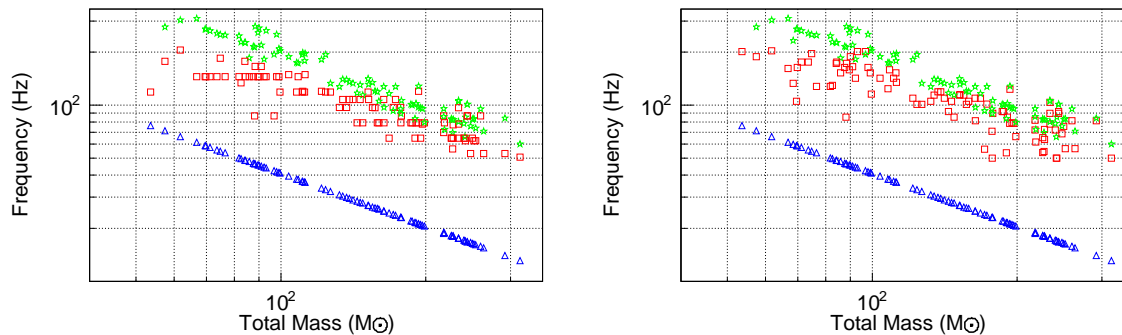 Frequency (Hz)
10²
10²
Total Mass (M⊙)
Frequency (Hz)
10²
10²
Total Mass (M⊙)